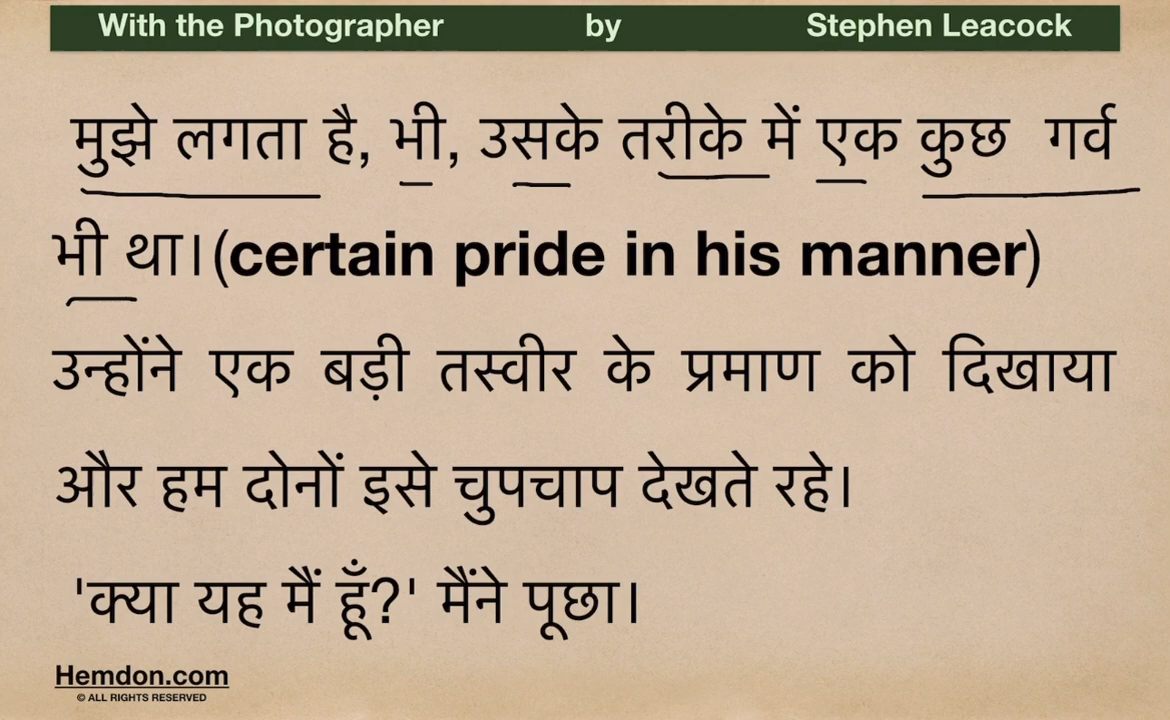 With the Photographer by Stephen Leacock
मुझे लगता है, भी, उसके तरीके में एक कुछ गर्व
भी था। (certain pride in his manner)
उन्होंने एक बड़ी तस्वीर के प्रमाण को दिखाया
और हम दोनों इसे चुपचाप देखते रहे।
'क्या यह मैं हूँ?' मैंने पूछा।
Hemdon.com
© ALL RIGHTS RESERVED